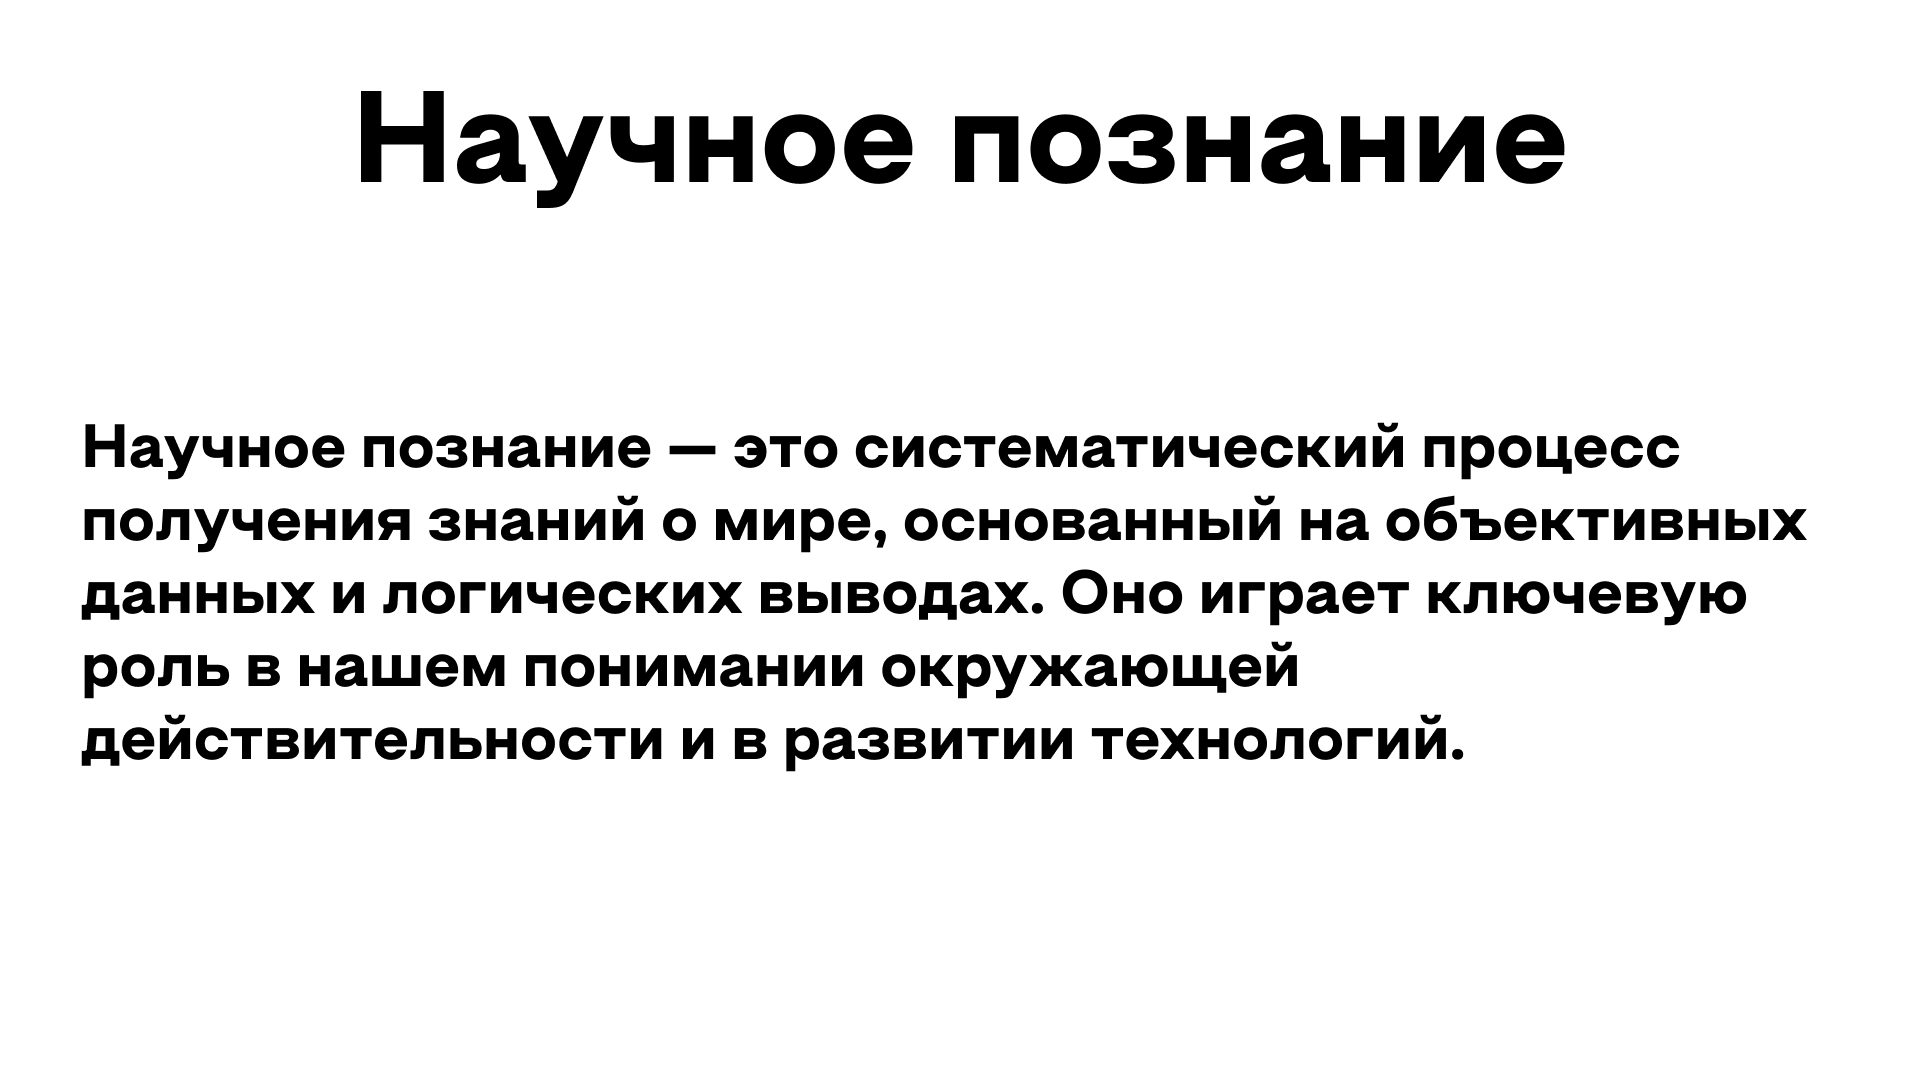 Научное познание
Научное познание — это систематический процесс
получения знаний о мире, основанный на объективных
данных и логических выводах. Оно играет ключевую
роль в нашем понимании окружающей
действительности и в развитии технологий.